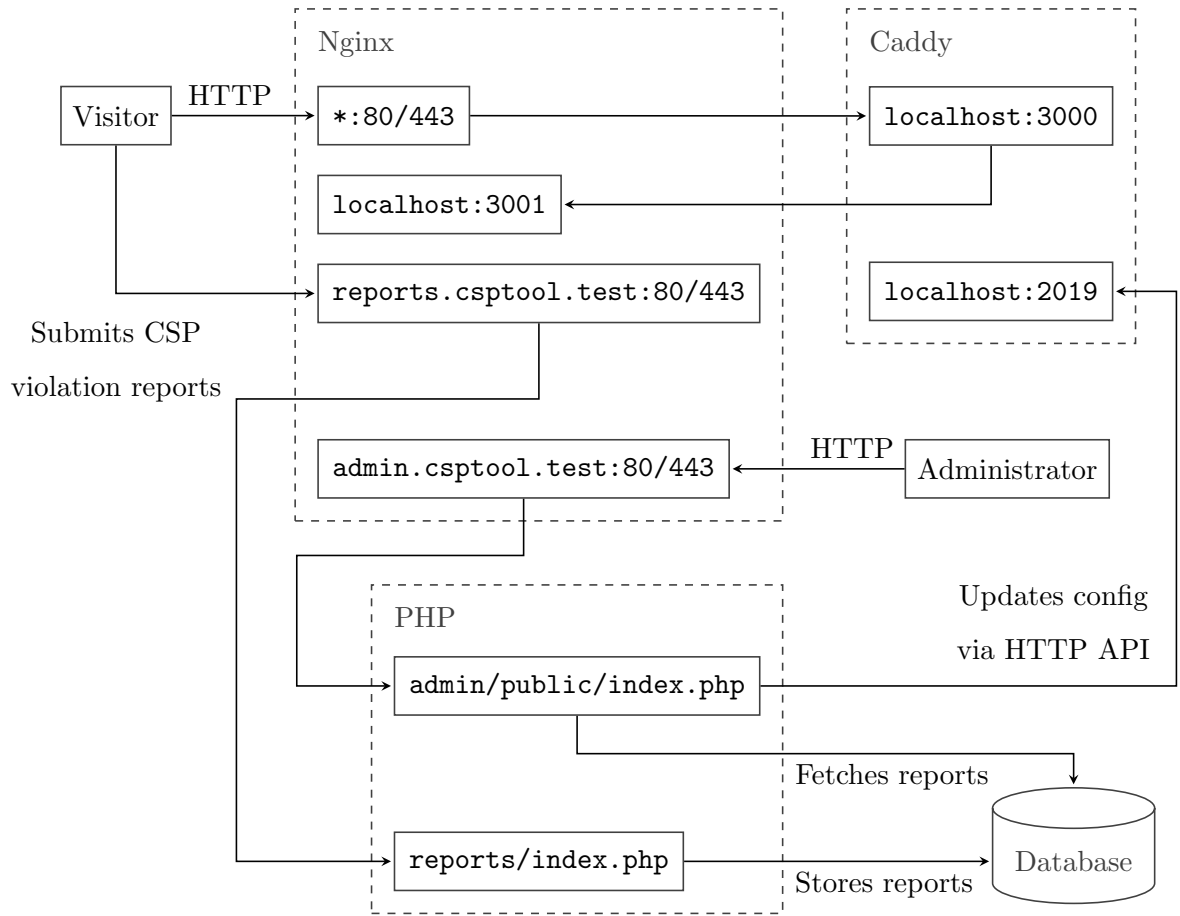 Nginx
Caddy
Visitor
HTTP
*:80/443
localhost:3000
localhost:3001
reports.csptool.test:80/443
localhost:2019
Submits CSP
violation reports
admin.csptool.test:80/443
HTTP
Administrator
Updates config
via HTTP API
PHP
admin/public/index.php
Fetches reports
reports/index.php
Stores reports
Database